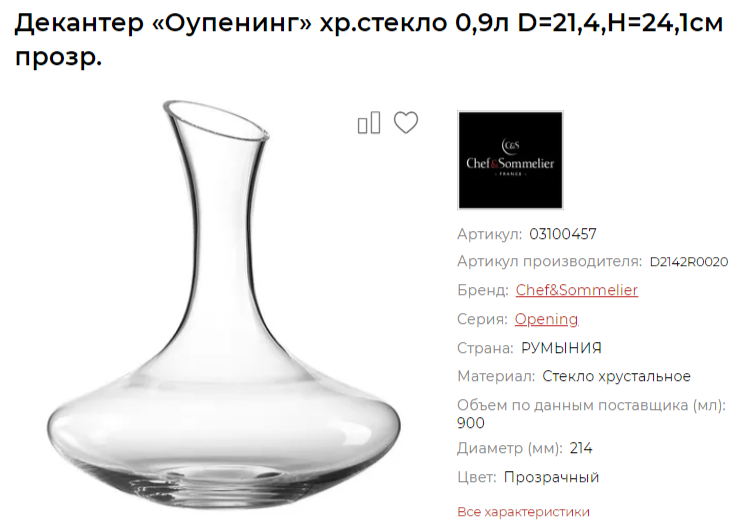 Декантер «Оупенинг» хр.стекло 0,9л D=21,4,H=24,1см
прозр.
C&S
Chef&Sommelier
- FRANCE -
Артикул: 03100457
Артикул производителя: D2142R0020
Бренд: Chef&Sommelier
Серия: Opening
Страна: РУМЫНИЯ
Материал: Стекло хрустальное
Объем по данным поставщика (мл):
900
Диаметр (мм): 214
Цвет: Прозрачный
Все характеристики